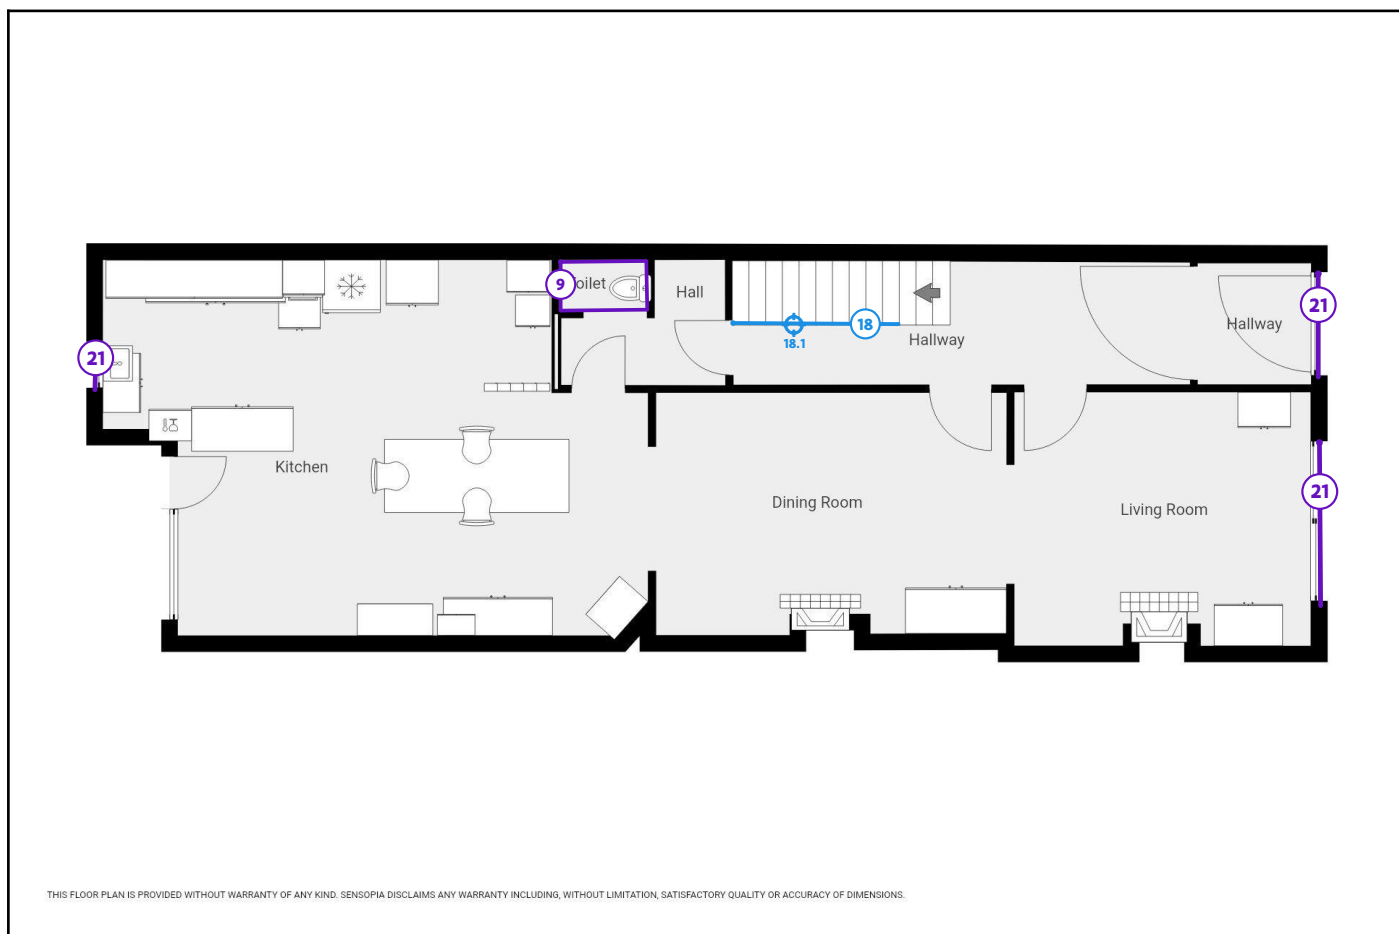 9
oilet
Hall
21
Hallway
18
18.1
Hallway
21
Kitchen
21
Dining Room
Living Room
THIS FLOOR PLAN IS PROVIDED WITHOUT WARRANTY OF ANY KIND. SENSOPIA DISCLAIMS ANY WARRANTY INCLUDING, WITHOUT LIMITATION, SATISFACTORY QUALITY OR ACCURACY OF DIMENSIONS.